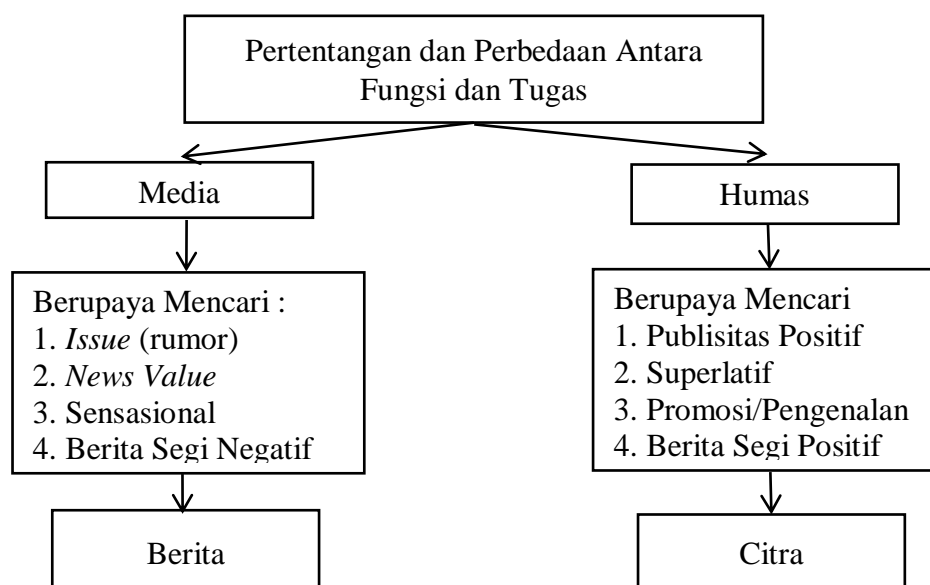 Pertentangan dan Perbedaan Antara
Fungsi dan Tugas
Media
Humas
Berupaya Mencari :
1. Issue (rumor)
2. News Value
3. Sensasional
4. Berita Segi Negatif
Berupaya Mencari
1. Publisitas Positif
2. Superlatif
3. Promosi/Pengenalan
4. Berita Segi Positif
Berita
Citra